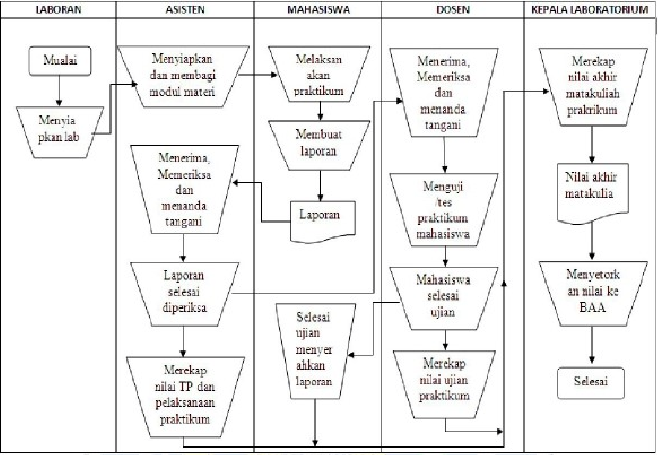 LABORAN
ASISTEN
MAHASISWA
DOSEN
KEPALA LABORATORIUM
Mualai
Menyia
pkan lab
Menyiapkan
dan membagi
modul materi
Menerima,
Memeriksa
dan
menanda
tangani
Laporan
selesai
diperiksa
Merekap
nilai TP dan
pelaksanaan
praktikum
Melaksan
akan
praktikum
Membuat
laporan
Laporan
Selesai
ujian
menyer
ahkan
laporan
Menerima,
Memeriksa
dan
menanda
tangani
Menguji
/tes
praktikum
mahasiswa
Mahasiswa
selesai
ujian
Merekap
nilai ujian
praktikum
Merekap
nilai akhir
matakuliah
prakrikum
Nilai akhir
matakulia
Menyetork
an nilai ke
BAA
Selesai